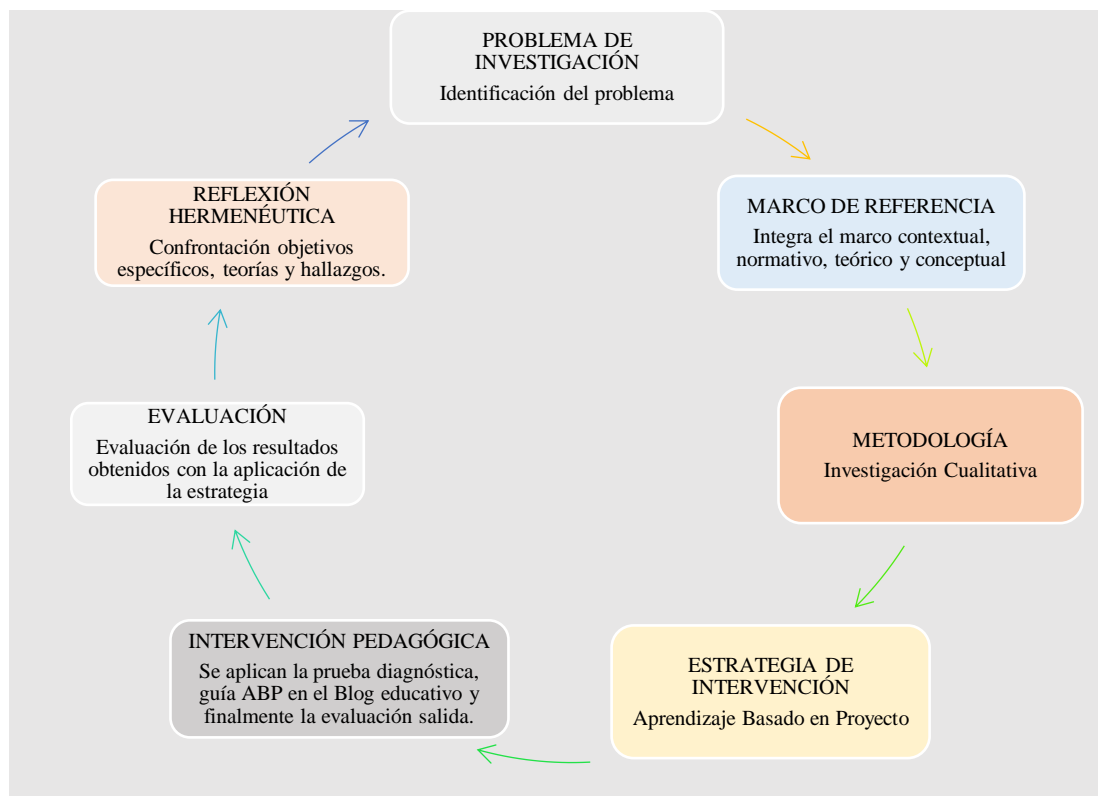 PROBLEMA DE
INVESTIGACIÓN
Identificación del problema
MARCO DE REFERENCIA
Integra el marco contextual,
normativo, teórico y conceptual
METODOLOGÍA
Investigación Cualitativa
ESTRATEGIA DE
INTERVENCIÓN
Aprendizaje Basado en Proyecto
INTERVENCIÓN PEDAGÓGICA
Se aplican la prueba diagnóstica,
guía ABP en el Blog educativo y
finalmente la evaluación salida.
EVALUACIÓN
Evaluación de los resultados
obtenidos con la aplicación de
la estrategia
REFLEXIÓN
HERMENÉUTICA
Confrontación objetivos
específicos, teorías y hallazgos.